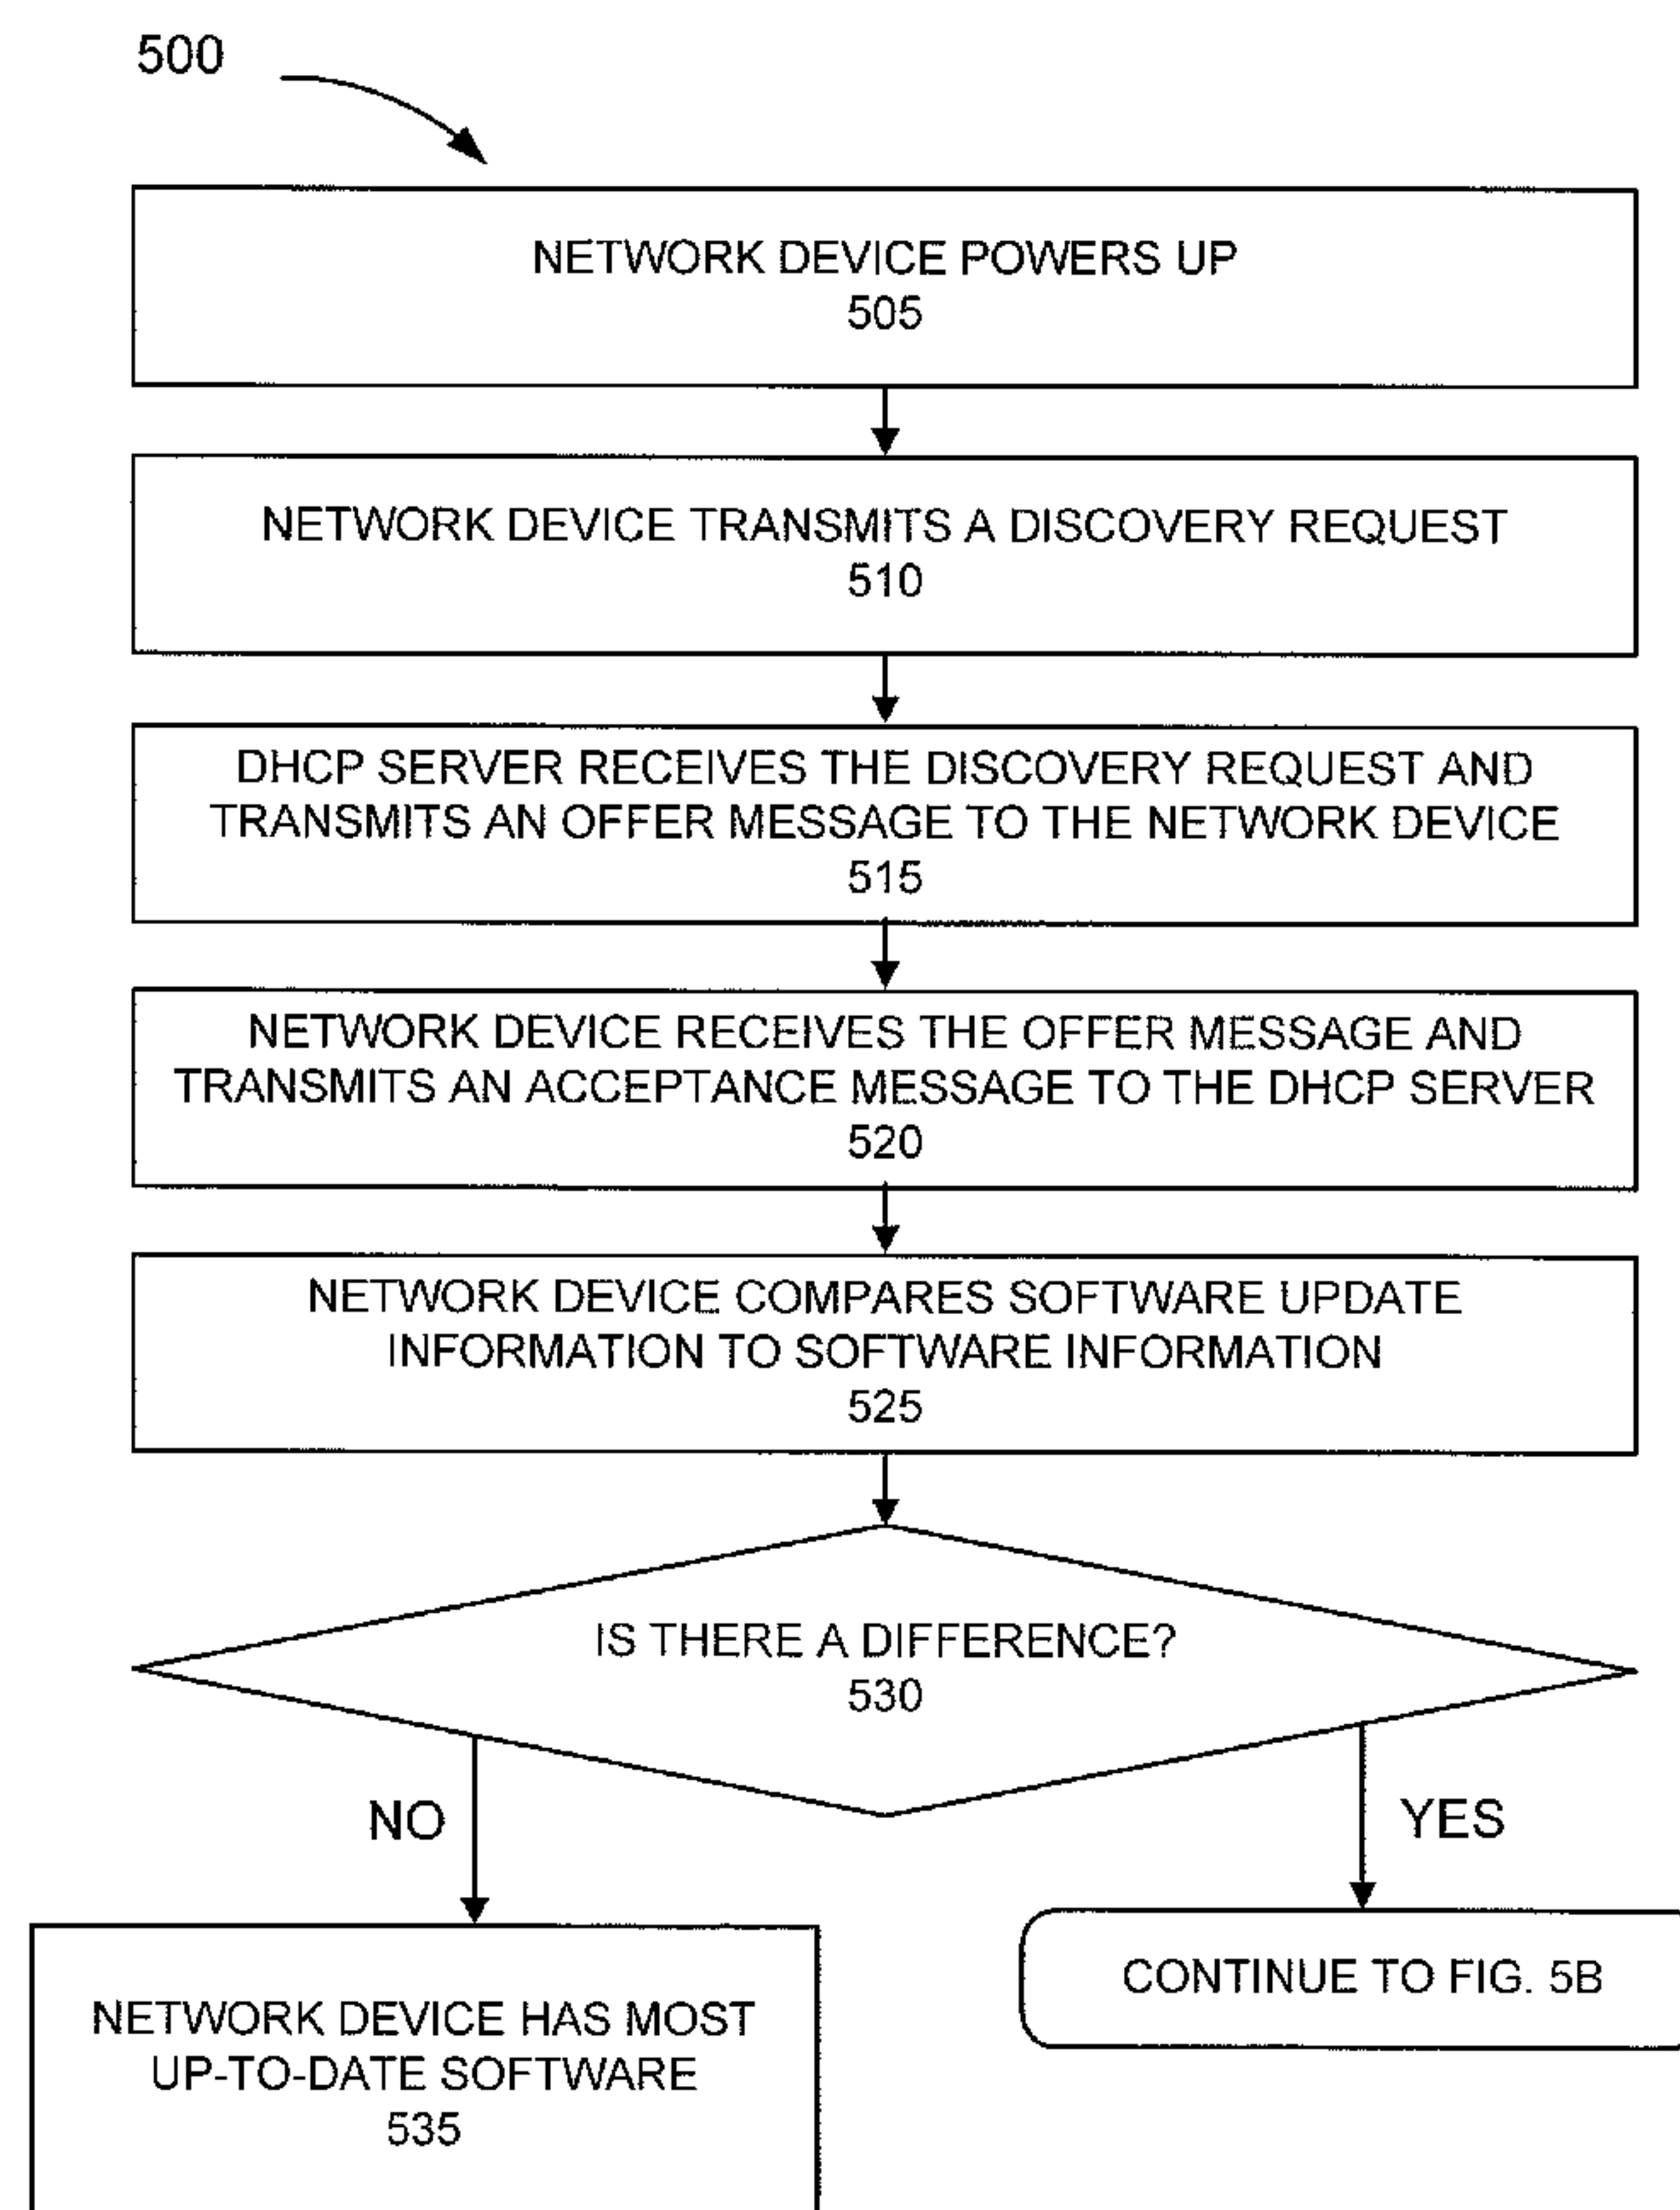 500
NETWORK DEVICE POWERS UP
505
NETWORK DEVICE TRANSMITS A DISCOVERY REQUEST
510
DHCP SERVER RECEIVES THE DISCOVERY REQUEST AND
TRANSMITS AN OFFER MESSAGE TO THE NETWORK DEVICE
515
NETWORK DEVICE RECEIVES THE OFFER MESSAGE AND
TRANSMITS AN ACCEPTANCE MESSAGE TO THE DHCP SERVER
520
NETWORK DEVICE COMPARES SOFTWARE UPDATE
INFORMATION TO SOFTWARE INFORMATION
525
IS THERE A DIFFERENCE?
530
NO
YES
CONTINUE TO FIG. 5B
NETWORK DEVICE HAS MOST
UP-TO-DATE SOFTWARE
535